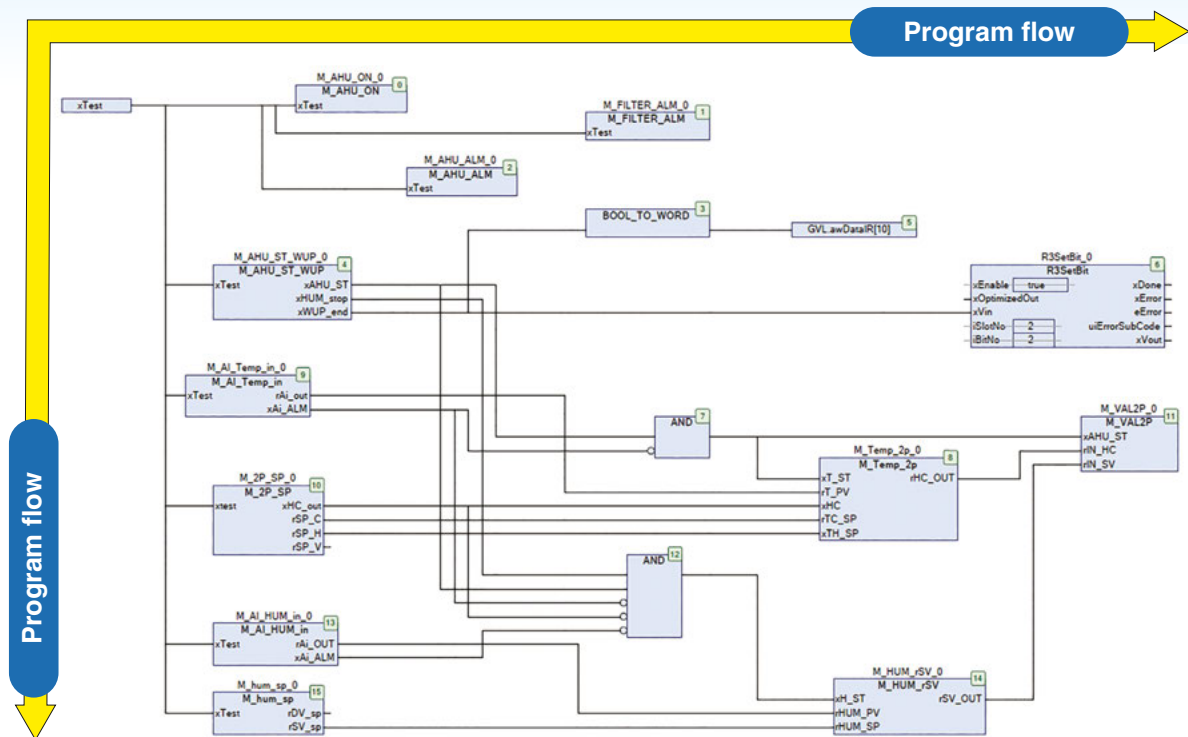 Program flow
Program flow
xTest
M_AHU_ON_0
0
M_AHU_ON
xTest
M_FILTER_ALM_0
1
M_FILTER_ALM
xTest
M_AHU_ALM_0
2
M_AHU_ALM
xTest
3
BOOL_TO_WORD
5
GVL.awDataIR[10]
M_AHU_ST_WUP_0
4
M_AHU_ST_WUP
xTest xAHU_ST
xHUM_stop
xWUP_end
R3SetBit_0
6
R3SetBit
xEnable true xDone
xOptimizedOut xError
xVin eError
iSlotNo 2 uiErrorSubCode
iBitNo 2 xVout
M_AI_Temp_in_0
9
M_AI_Temp_in
xTest rAi_out
xAi_ALM
7
AND
M_VAL2P_0
11
M_VAL2P
xAHU_ST
rIN_HC
rIN_SV
M_Temp_2p_0
8
M_Temp_2p
xT_ST rHC_OUT
rT_PV
xHC
rTC_SP
xTH_SP
M_2P_SP_0
10
M_2P_SP
xtest xHC_out
rSP_C
rSP_H
rSP_V
12
AND
M_AI_HUM_in_0
13
M_AI_HUM_in
xTest rAi_OUT
xAi_ALM
M_hum_sp_0
15
M_hum_sp
xTest rDV_sp
rSV_sp
M_HUM_rSV_0
14
M_HUM_rSV
xH_ST rSV_OUT
rHUM_PV
rHUM_SP